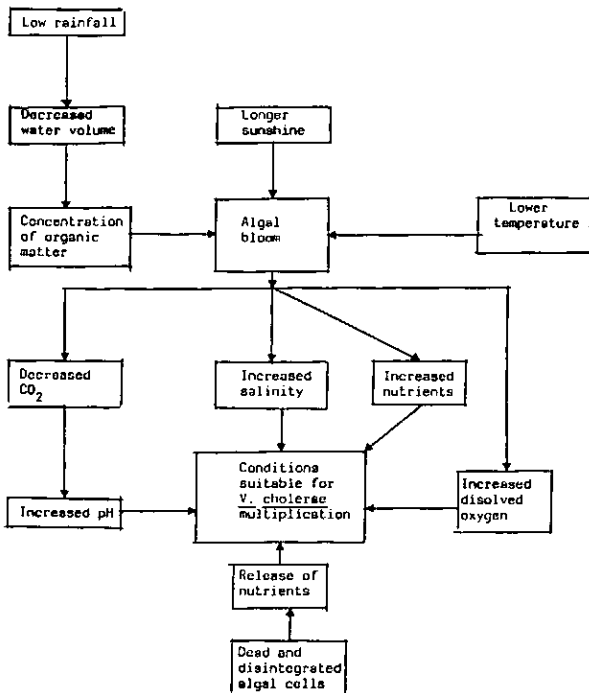 Low rainfall
Decreased
water volume
Longer
sunshine
Concentration
of organic
matter
Algal
bloom
Lower
temperature
Decreased
CO2
Increased
salinity
Increased
nutrients
Conditions
suitable for
V. cholerae
multiplication
Increased pH
Increased
disolved
oxygen
Release of
nutrients
Dead and
disintegrated
algal cells